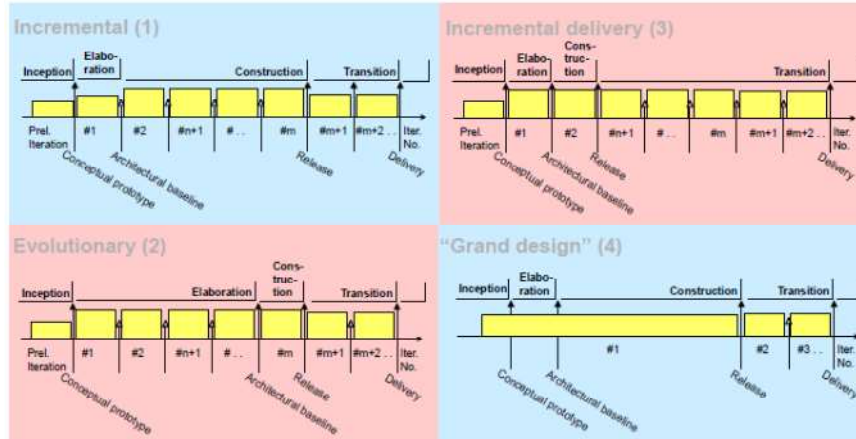 Incremental (1)
Elabo-
ration
Inception
Construction
Transition
Prel.
Iteration
#1
#2
#n+1
# . .
#m
#m+1
#m+2 . .
Iter.
No.
Conceptual prototype
Architectural baseline
Release
Delivery
Incremental delivery (3)
Cons-
truc-
tion
Elabo-
ration
Inception
Transition
Prel.
Iteration
#1
#2
#n+1
# . .
#m
#m+1
#m+2 . .
Iter.
No.
Conceptual prototype
Architectural baseline
Release
Delivery
Evolutionary (2)
Cons-
truc-
tion
Inception
Elaboration
Transition
Prel.
Iteration
#1
#2
#n+1
# . .
#m
#m+1
#m+2 . .
Iter.
No.
Conceptual prototype
Architectural baseline
Release
Delivery
“Grand design” (4)
Elabo-
ration
Inception
Construction
Transition
#1
#2
#3 . .
Iter.
No.
Conceptual prototype
Architectural baseline
Release
Delivery